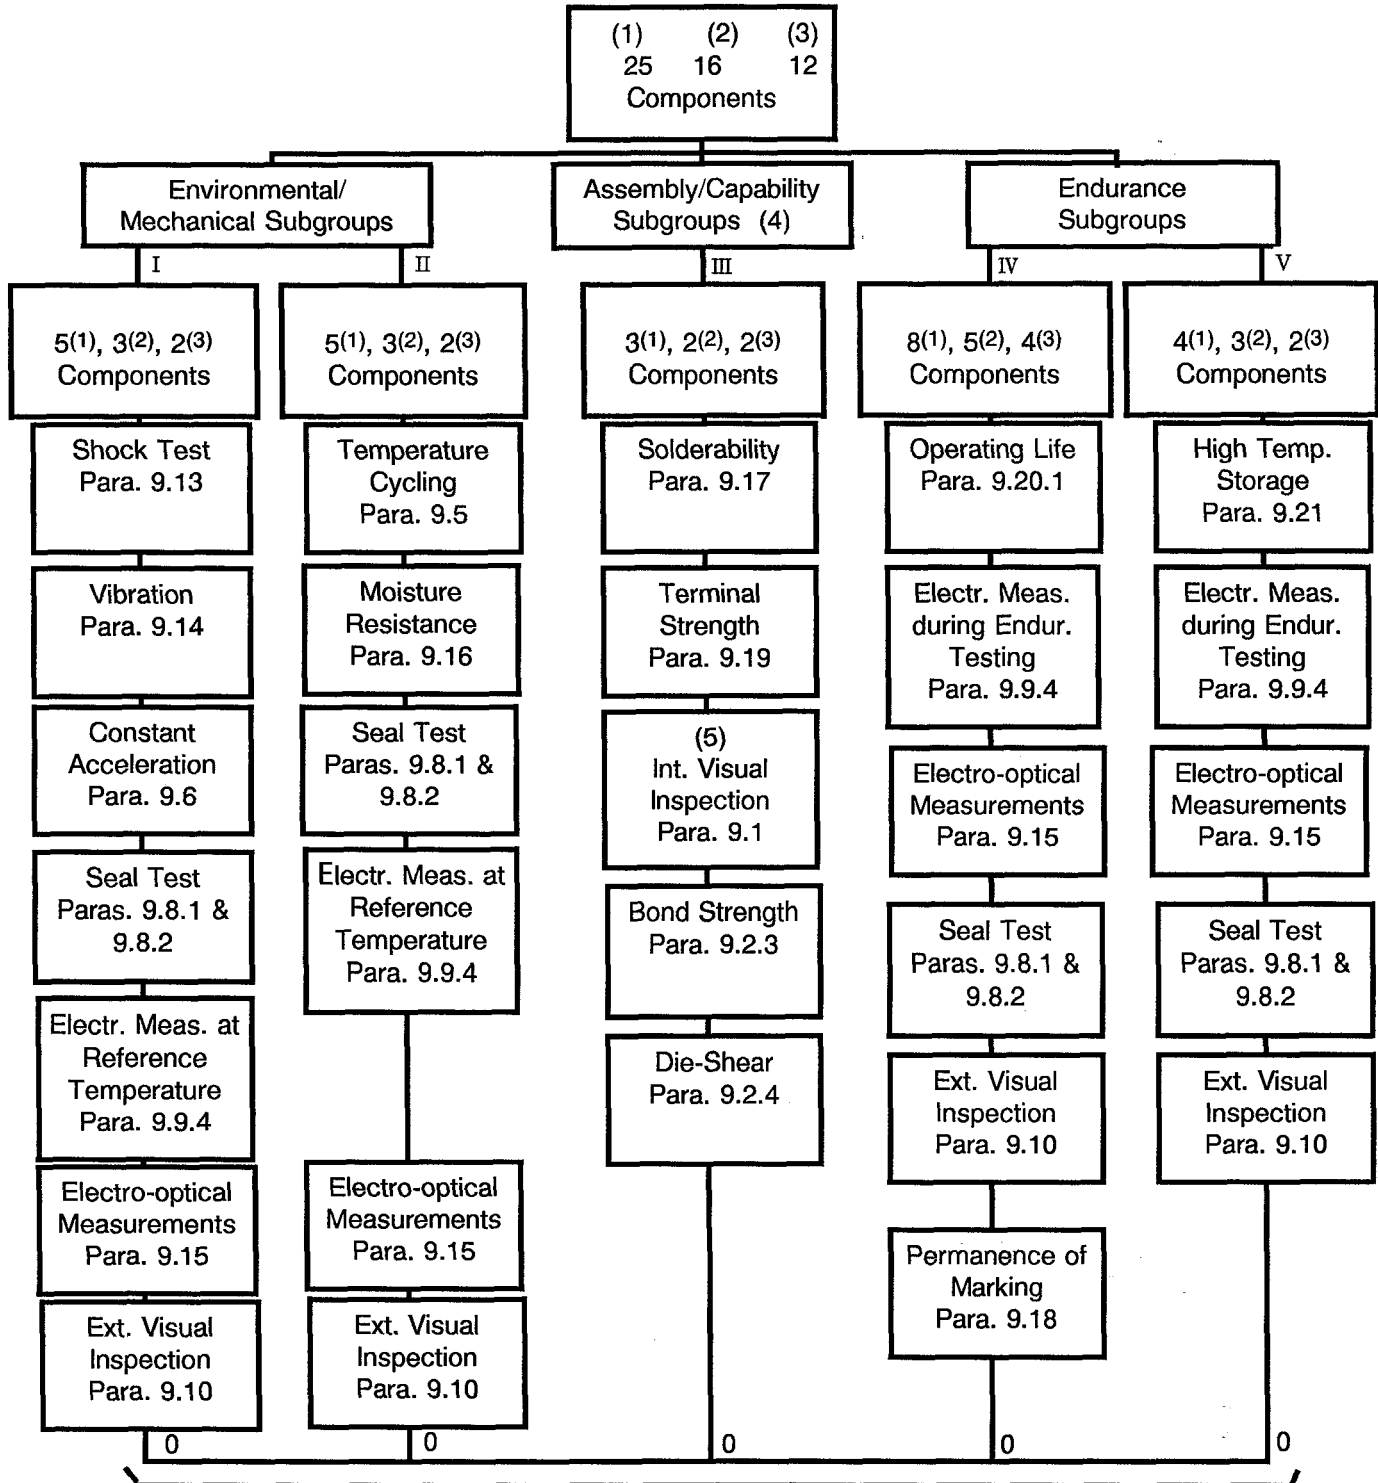 (1) (2) (3)
25 16 12
Components
Environmental/
Mechanical Subgroups
Assembly/Capability
Subgroups (4)
Endurance
Subgroups
I
II
III
IV
V
5(1), 3(2), 2(3)
Components
5(1), 3(2), 2(3)
Components
3(1), 2(2), 2(3)
Components
8(1), 5(2), 4(3)
Components
4(1), 3(2), 2(3)
Components
Shock Test
Para. 9.13
Vibration
Para. 9.14
Constant
Acceleration
Para. 9.6
Seal Test
Paras. 9.8.1 &
9.8.2
Electr. Meas. at
Reference
Temperature
Para. 9.9.4
Electro-optical
Measurements
Para. 9.15
Ext. Visual
Inspection
Para. 9.10
0
Temperature
Cycling
Para. 9.5
Moisture
Resistance
Para. 9.16
Seal Test
Paras. 9.8.1 &
9.8.2
Electr. Meas. at
Reference
Temperature
Para. 9.9.4
Electro-optical
Measurements
Para. 9.15
Ext. Visual
Inspection
Para. 9.10
0
Solderability
Para. 9.17
Terminal
Strength
Para. 9.19
(5)
Int. Visual
Inspection
Para. 9.1
Bond Strength
Para. 9.2.3
Die-Shear
Para. 9.2.4
0
Operating Life
Para. 9.20.1
Electr. Meas.
during Endur.
Testing
Para. 9.9.4
Electro-optical
Measurements
Para. 9.15
Seal Test
Paras. 9.8.1 &
9.8.2
Ext. Visual
Inspection
Para. 9.10
Permanence of
Marking
Para. 9.18
0
High Temp.
Storage
Para. 9.21
Electr. Meas.
during Endur.
Testing
Para. 9.9.4
Electro-optical
Measurements
Para. 9.15
Seal Test
Paras. 9.8.1 &
9.8.2
Ext. Visual
Inspection
Para. 9.10
0